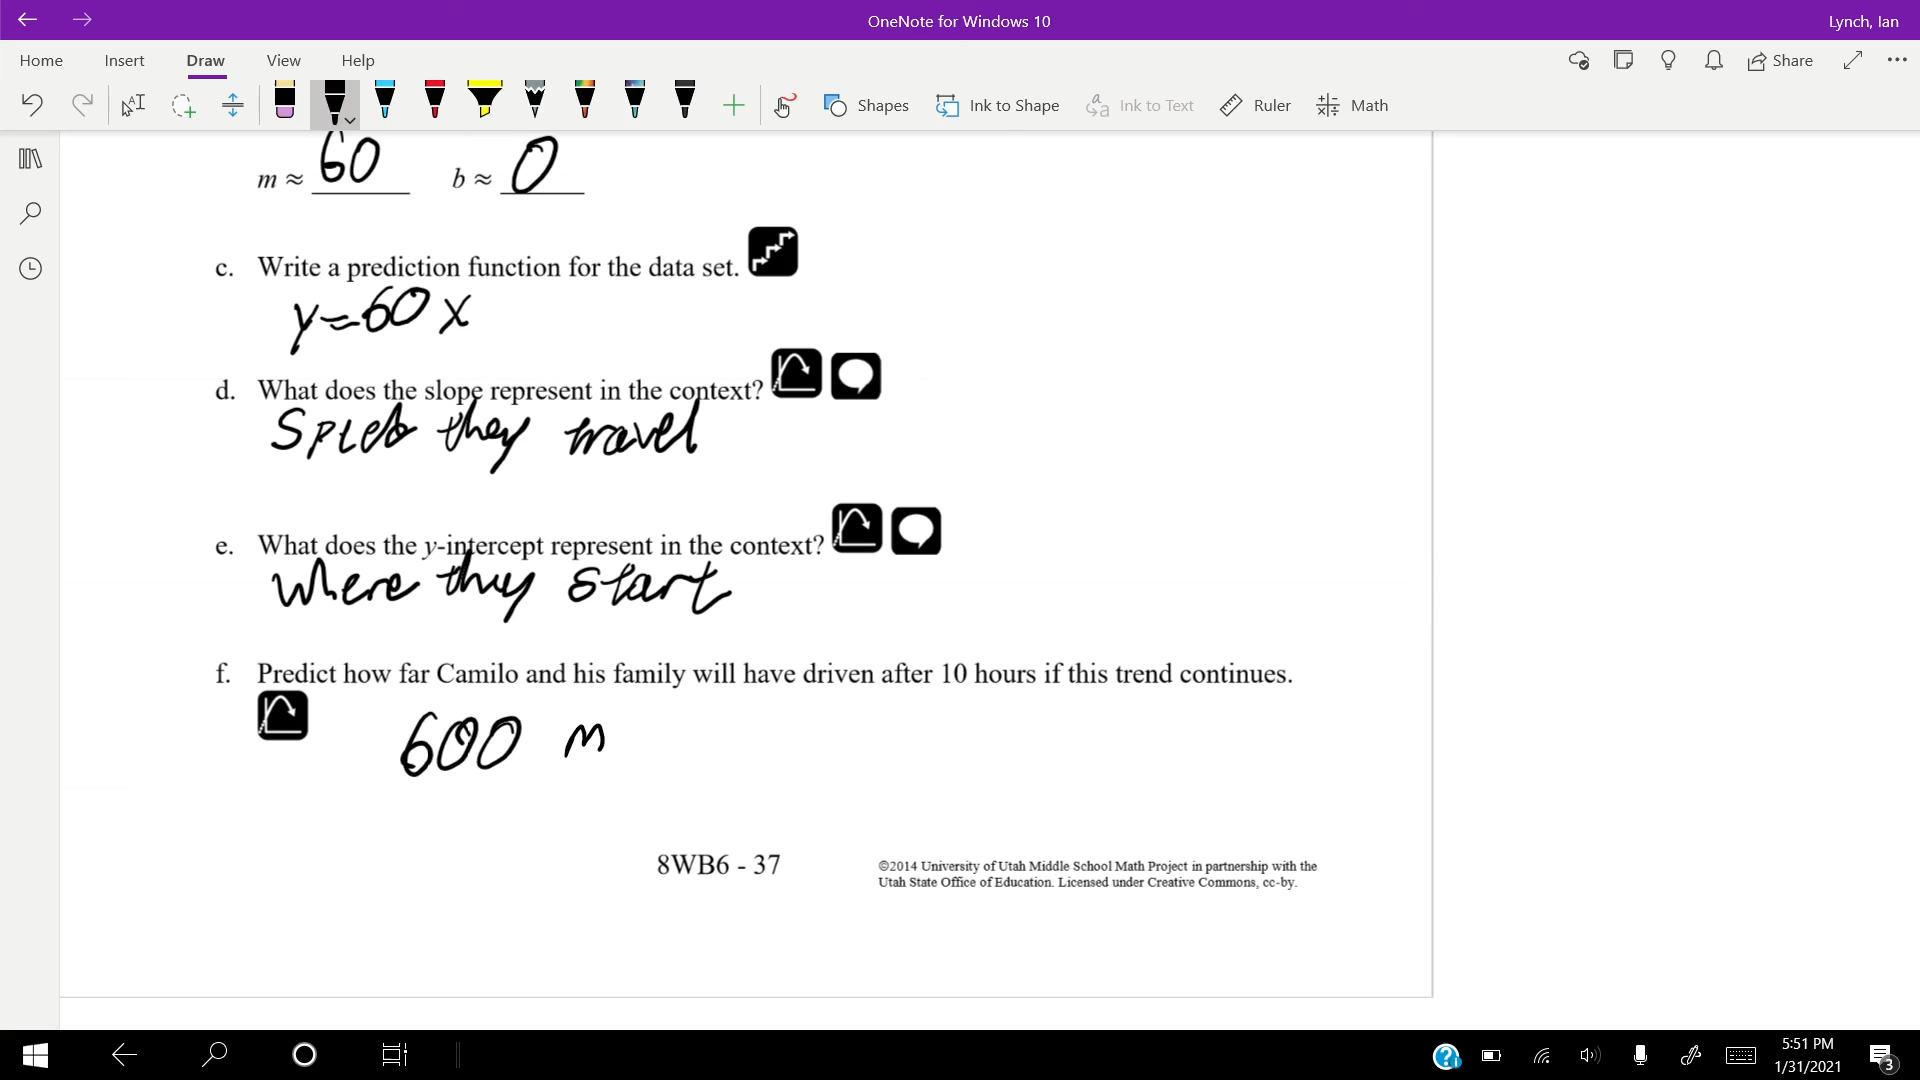 OneNote for Windows 10
Lynch, Ian
Home Insert Draw View Help
Share
Shapes Ink to Shape Ink to Text Ruler Math
m ≈ 60 b ≈ 0
c. Write a prediction function for the data set.
y=60x
d. What does the slope represent in the context?
they travel
e. What does the y-intercept represent in the context?
Where they start
f. Predict how far Camilo and his family will have driven after 10 hours if this trend continues.
600 m
8WB6 - 37
©2014 University of Utah Middle School Math Project in partnership with the
Utah State Office of Education. Licensed under Creative Commons, cc-by.
5:51 PM
1/31/2021
3